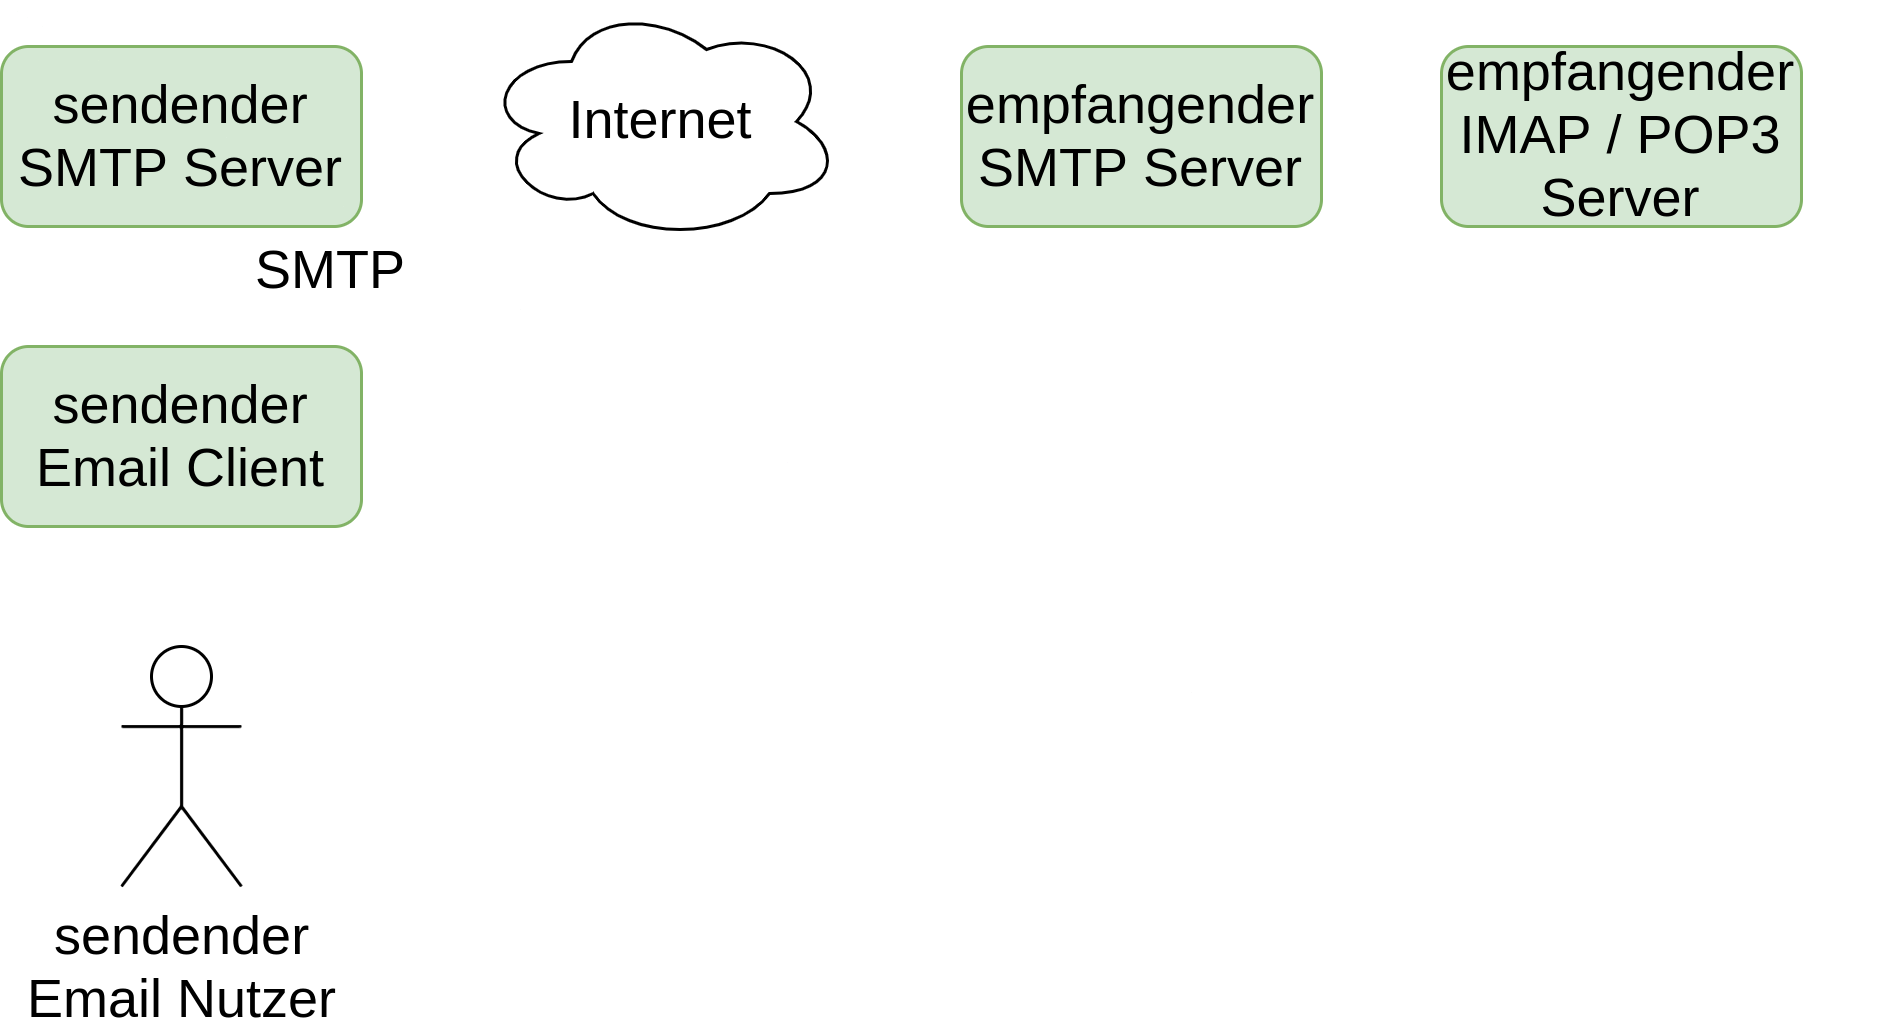 sendender
SMTP Server
Internet
empfangender
SMTP Server
empfangender
IMAP / POP3
Server
SMTP
sendender
Email Client
sendender
Email Nutzer